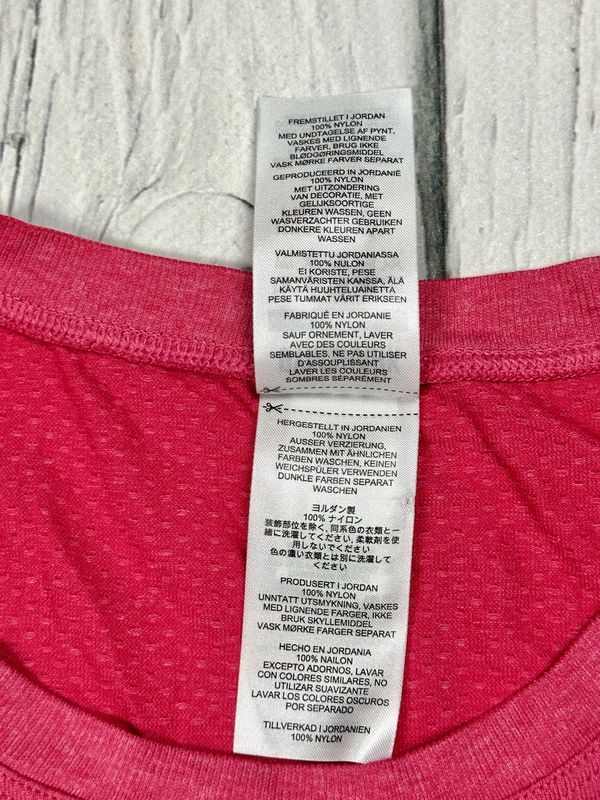 FREMSTILLET I JORDAN
100% NYLON
MED UNDTAGELSE AF PYNT,
VASKES MED LIGNENDE
FARVER, BRUG IKKE
BLØDGØRINGSMIDDEL
VASK MØRKE FARVER SEPARAT
GEPRODUCEERD IN JORDANIË
100% NYLON
MET UITZONDERING
VAN DECORATIE, MET
GELIJKSOORTIGE
KLEUREN WASSEN, GEEN
WASVERZACHTER GEBRUIKEN
DONKERE KLEUREN APART
WASSEN
VALMISTETTU JORDANIASSA
100% NULON
EI KORISTE, PESE
SAMANVÄRISTEN KANSSA, ÄLÄ
KÄYTÄ HUUHTELUAINETTA
PESE TUMMAT VÄRIT ERIKSEEN
FABRIQUÉ EN JORDANIE
100% NYLON
SAUF ORNEMENT, LAVER
AVEC DES COULEURS
SEMBLABLES, NE PAS UTILISER
D'ASSOUPLISSANT
LAVER LES COULEURS
SOMBRES SÉPARÉMENT
HERGESTELLT IN JORDANIEN
100% NYLON
AUSSER VERZIERUNG,
ZUSAMMEN MIT ÄHNLICHEN
FARBEN WASCHEN, KEINEN
WEICHSPÜLER VERWENDEN
DUNKLE FARBEN SEPARAT
WASCHEN
ヨルダン製
100% ナイロン
装飾部位を除く, 同系色の衣類と一
緒に洗濯してください, 柔軟剤を使
用しないでください
色の濃い衣類とは別に洗濯して
ください
PRODUSERT I JORDAN
100% NYLON
UNNTATT UTSMYKNING, VASKES
MED LIGNENDE FARGER, IKKE
BRUK SKYLLEMIDDEL
VASK MØRKE FARGER SEPARAT
HECHO EN JORDANIA
100% NAILON
EXCEPTO ADORNOS, LAVAR
CON COLORES SIMILARES, NO
UTILIZAR SUAVIZANTE
LAVAR LOS COLORES OSCUROS
POR SEPARADO
TILLVERKAD I JORDANIEN
100% NYLON